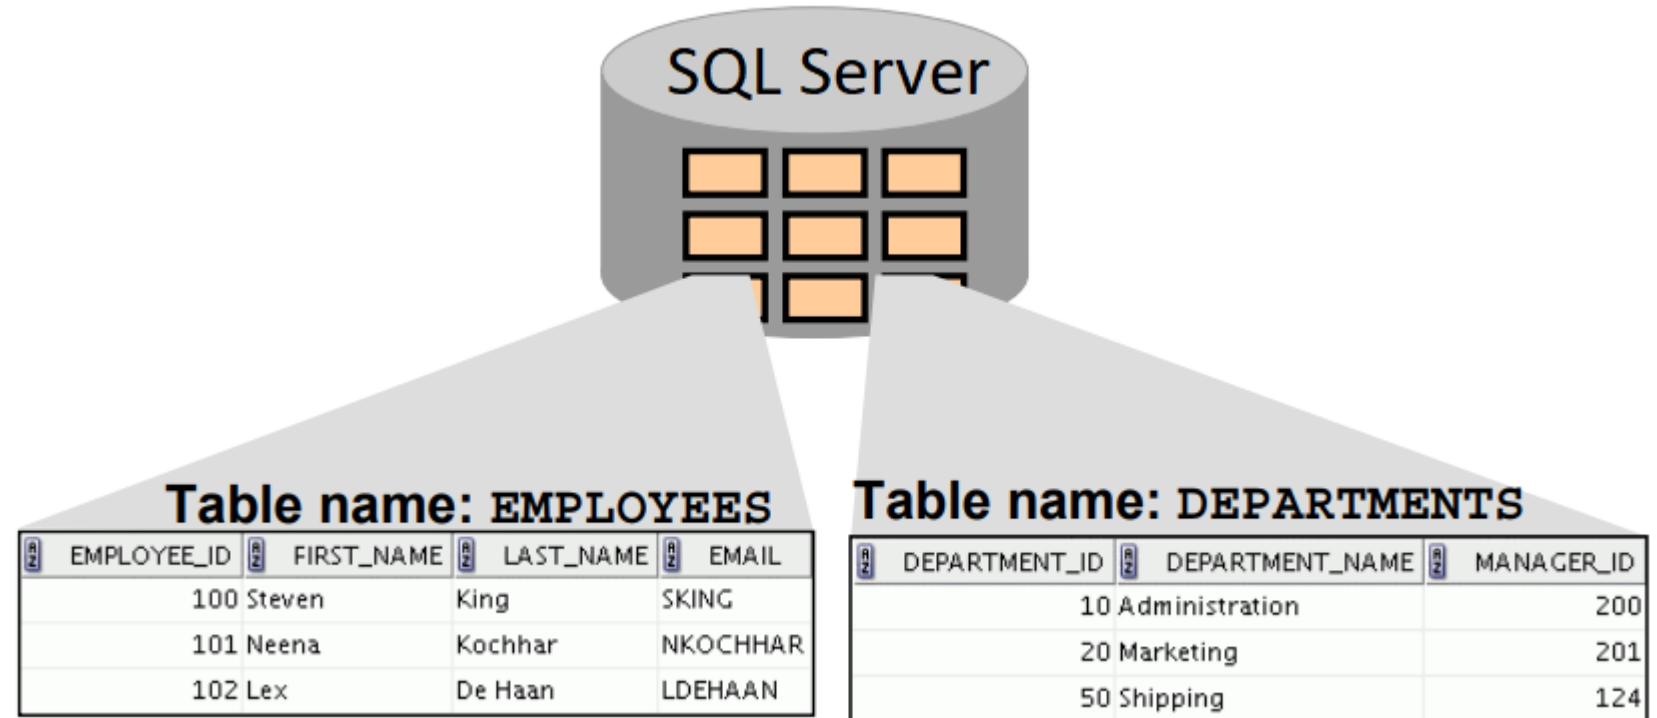 SQL Server
Table name: EMPLOYEES
EMPLOYEE_ID FIRST_NAME LAST_NAME EMAIL
100 Steven King SKING
101 Neena Kochhar NKOCHHAR
102 Lex De Haan LDEHAAN
Table name: DEPARTMENTS
DEPARTMENT_ID DEPARTMENT_NAME MANAGER_ID
10 Administration 200
20 Marketing 201
50 Shipping 124